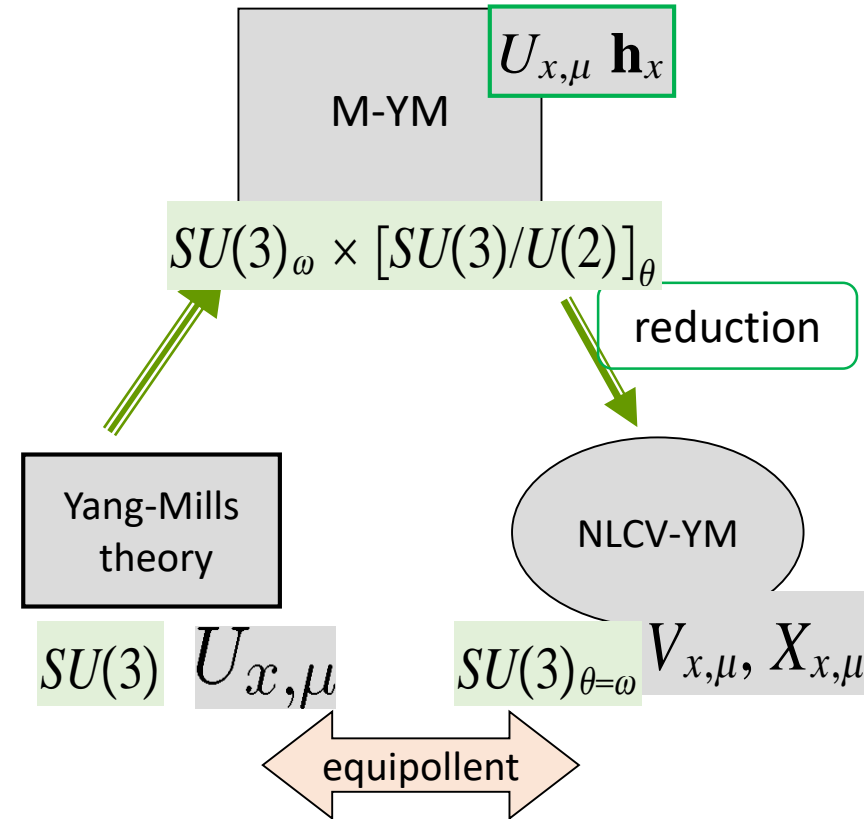 U_{x,μ} h_x
M-YM
SU(3)_ω × [SU(3)/U(2)]_θ
reduction
Yang-Mills
theory
NLCV-YM
SU(3) U_{x,μ}
SU(3)_{θ=ω} V_{x,μ}, X_{x,μ}
equipollent